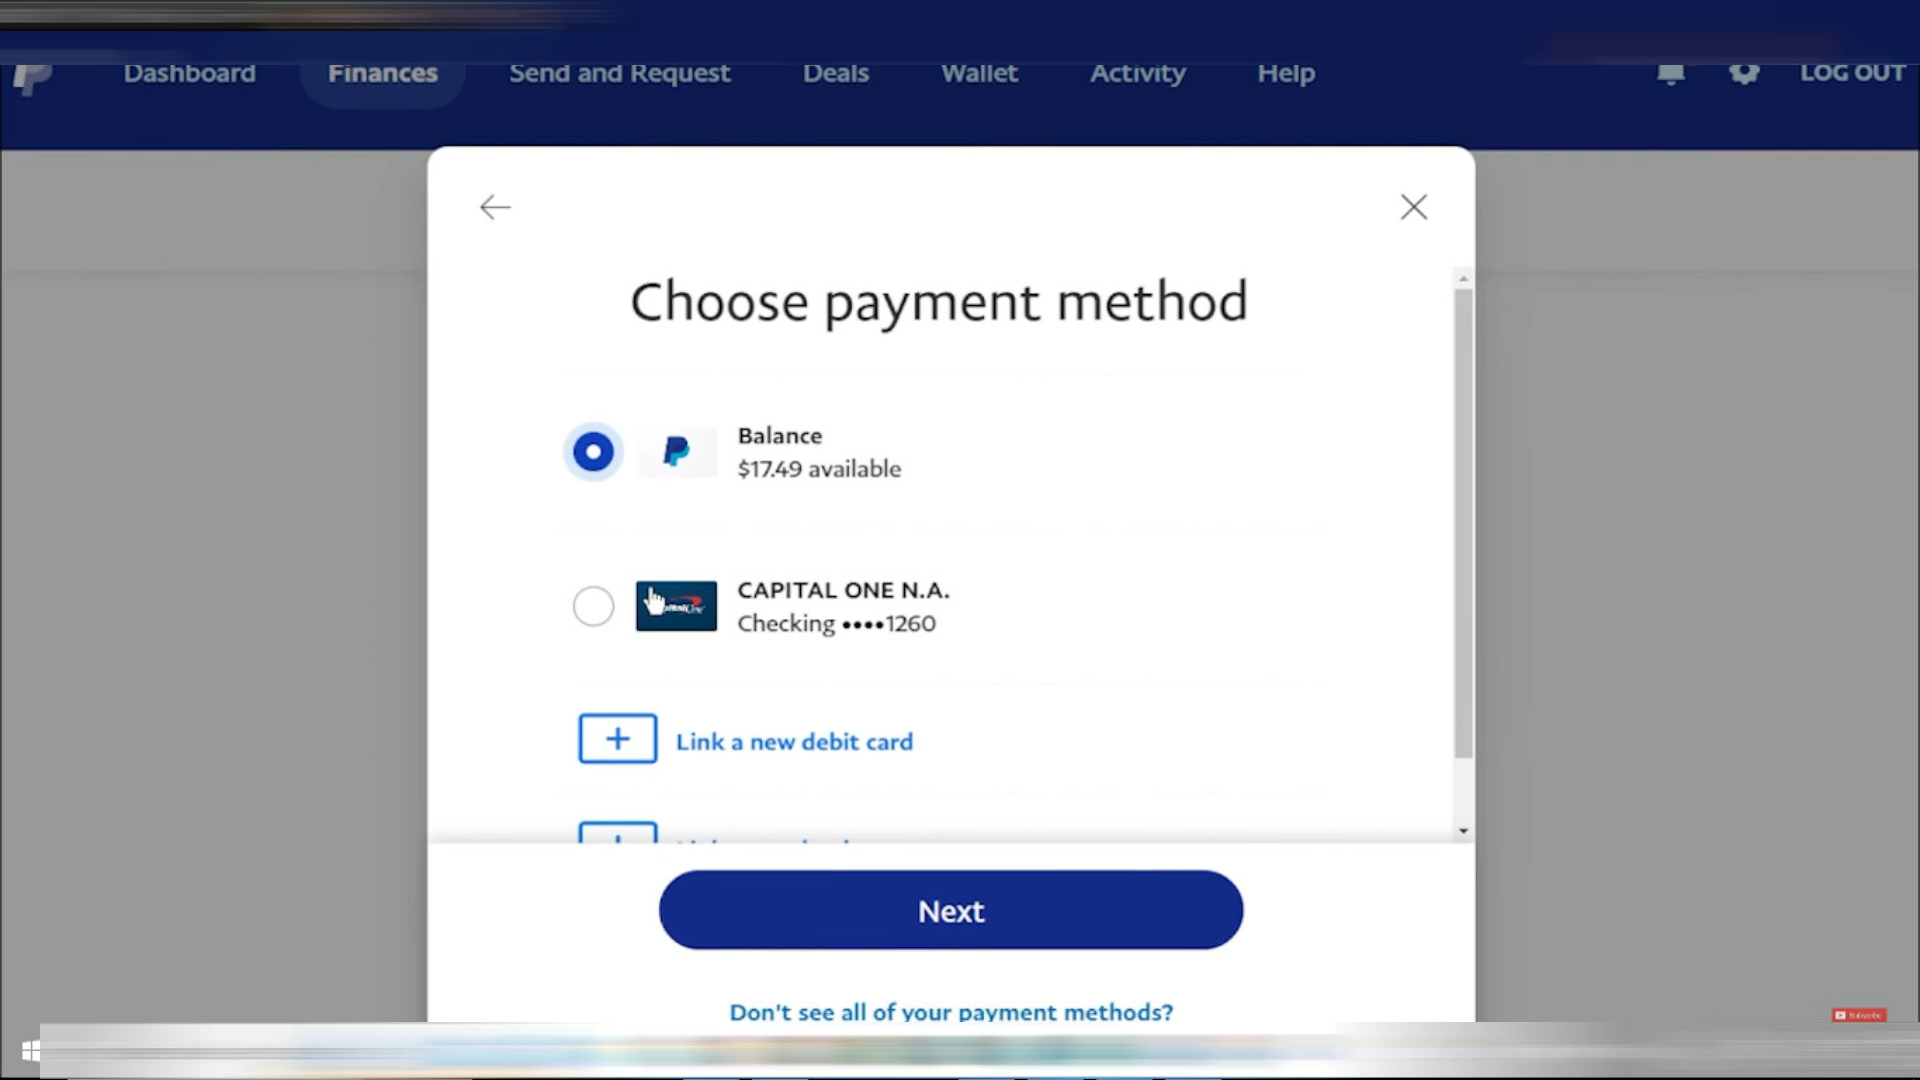 Dashboard
Finances
Send and Request
Deals
Wallet
Activity
Help
LOG OUT
Choose payment method
Balance
$17.49 available
CAPITAL ONE N.A.
Checking ••••1260
Link a new debit card
Next
Don't see all of your payment methods?
Subscribe